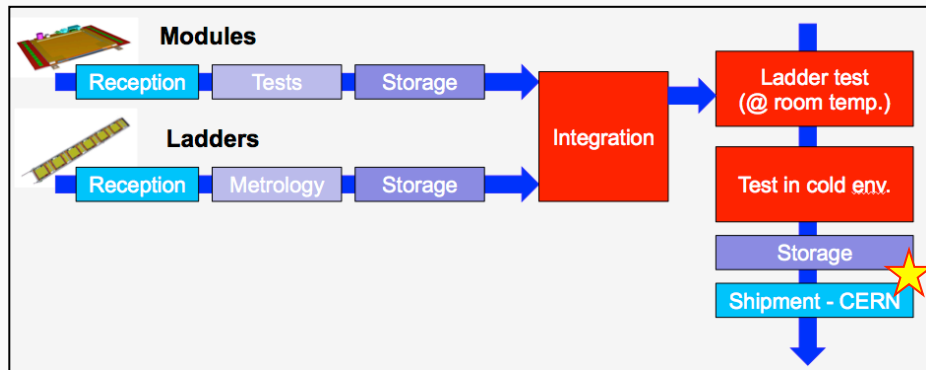 Modules
Reception
Tests
Storage
Ladders
Reception
Metrology
Storage
Integration
Ladder test
(@ room temp.)
Test in cold env.
Storage
Shipment - CERN